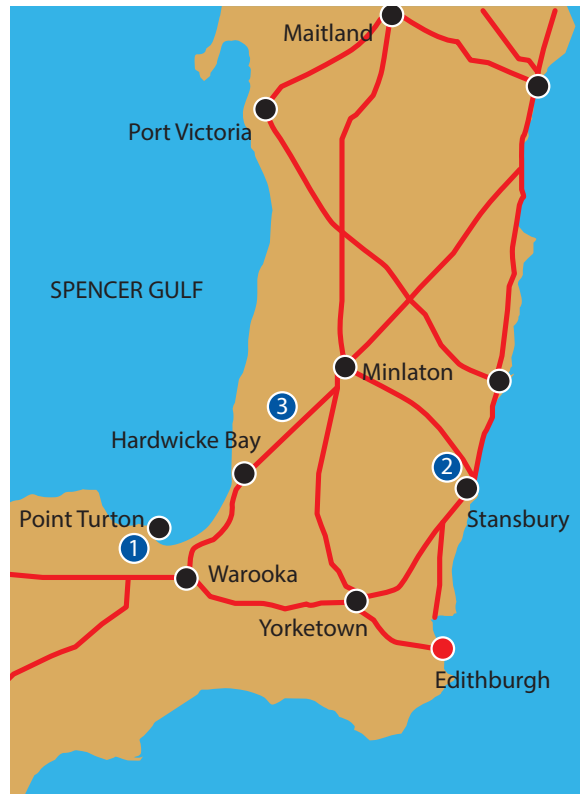 Maitland
Port Victoria
SPENCER GULF
Minlaton
3
Hardwicke Bay
2
Point Turton
Stansbury
1
Warooka
Yorketown
Edithburgh